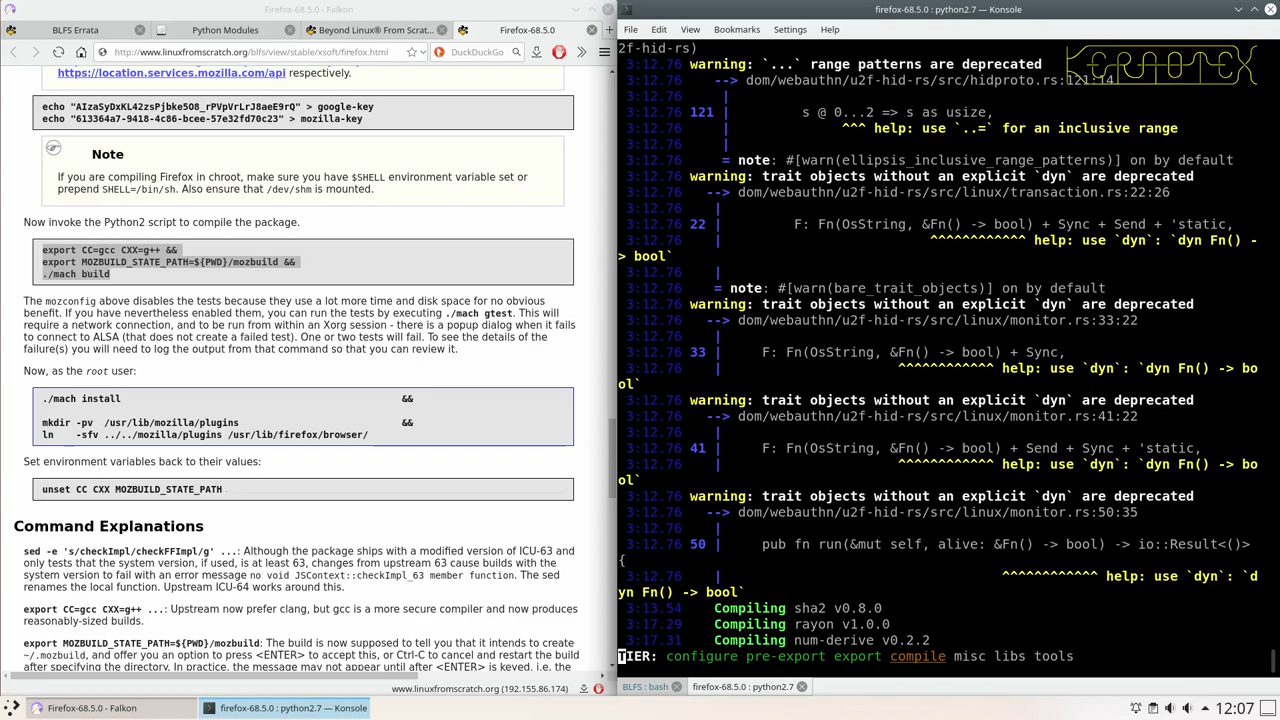 Firefox-68.5.0 - Falkon
BLFS Errata
Python Modules
Beyond Linux® From Scrat...
Firefox-68.5.0
http://www.linuxfromscratch.org/blfs/view/stable/xsoft/firefox.html
DuckDuckGo
https://location.services.mozilla.com/api respectively.
echo "AIzaSyDxKL42zsPjbke5O8_rPVpVrLrJ8aeE9rQ" > google-key
echo "613364a7-9418-4c86-bcee-57e32fd70c23" > mozilla-key
Note
If you are compiling Firefox in chroot, make sure you have $SHELL environment variable set or
prepend SHELL=/bin/sh. Also ensure that /dev/shm is mounted.
Now invoke the Python2 script to compile the package.
export CC=gcc CXX=g++ &&
export MOZBUILD_STATE_PATH=${PWD}/mozbuild &&
./mach build
The mozconfig above disables the tests because they use a lot more time and disk space for no obvious
benefit. If you have nevertheless enabled them, you can run the tests by executing ./mach gtest. This will
require a network connection, and to be run from within an Xorg session - there is a popup dialog when it fails
to connect to ALSA (that does not create a failed test). One or two tests will fail. To see the details of the
failure(s) you will need to log the output from that command so that you can review it.
Now, as the root user:
./mach install &&
mkdir -pv /usr/lib/mozilla/plugins &&
ln -sfv ../../mozilla/plugins /usr/lib/firefox/browser/
Set environment variables back to their values:
unset CC CXX MOZBUILD_STATE_PATH
Command Explanations
sed -e 's/checkImpl/checkFFImpl/g' ...: Although the package ships with a modified version of ICU-63 and
only tests that the system version, if used, is at least 63, changes from upstream 63 cause builds with the
system version to fail with an error message no void JSContext::checkImpl_63 member function. The sed
renames the local function. Upstream ICU-64 works around this.
export CC=gcc CXX=g++ ...: Upstream now prefer clang, but gcc is a more secure compiler and now produces
reasonably-sized builds.
export MOZBUILD_STATE_PATH=${PWD}/mozbuild: The build is now supposed to tell you that it intends to create
~/.mozbuild, and offer you an option to press <ENTER> to accept this, or Ctrl-C to cancel and restart the build
after specifying the directory. In practice, the message may not appear until after <ENTER> is keyed, i.e. the
www.linuxfromscratch.org (192.155.86.174)
firefox-68.5.0 : python2.7 — Konsole
File Edit View Bookmarks Settings Help
KERNOTEX
2f-hid-rs)
3:12.76 warning: `...` range patterns are deprecated
3:12.76 --> dom/webauthn/u2f-hid-rs/src/hidproto.rs:121:14
3:12.76 |
3:12.76 121 | s @ 0...2 => s as usize,
3:12.76 | ^^^ help: use `..=` for an inclusive range
3:12.76 |
3:12.76 = note: #[warn(ellipsis_inclusive_range_patterns)] on by default
3:12.76 warning: trait objects without an explicit `dyn` are deprecated
3:12.76 --> dom/webauthn/u2f-hid-rs/src/linux/transaction.rs:22:26
3:12.76 |
3:12.76 22 | F: Fn(OsString, &Fn() -> bool) + Sync + Send + 'static,
3:12.76 | ^^^^^^^^^^^^ help: use `dyn`: `dyn Fn() -
> bool`
3:12.76 |
3:12.76 = note: #[warn(bare_trait_objects)] on by default
3:12.76 warning: trait objects without an explicit `dyn` are deprecated
3:12.76 --> dom/webauthn/u2f-hid-rs/src/linux/monitor.rs:33:22
3:12.76 |
3:12.76 33 | F: Fn(OsString, &Fn() -> bool) + Sync,
3:12.76 | ^^^^^^^^^^^^ help: use `dyn`: `dyn Fn() -> bo
ol`
3:12.76 warning: trait objects without an explicit `dyn` are deprecated
3:12.76 --> dom/webauthn/u2f-hid-rs/src/linux/monitor.rs:41:22
3:12.76 |
3:12.76 41 | F: Fn(OsString, &Fn() -> bool) + Send + Sync + 'static,
3:12.76 | ^^^^^^^^^^^^ help: use `dyn`: `dyn Fn() -> bo
ol`
3:12.76 warning: trait objects without an explicit `dyn` are deprecated
3:12.76 --> dom/webauthn/u2f-hid-rs/src/linux/monitor.rs:50:35
3:12.76 |
3:12.76 50 | pub fn run(&mut self, alive: &Fn() -> bool) -> io::Result<()>
{
3:12.76 | ^^^^^^^^^^^^ help: use `dyn`: `d
yn Fn() -> bool`
3:13.54 Compiling sha2 v0.8.0
3:17.29 Compiling rayon v1.0.0
3:17.31 Compiling num-derive v0.2.2
TIER: configure pre-export export compile misc libs tools
BLFS : bash
firefox-68.5.0 : python2.7
Firefox-68.5.0 - Falkon
firefox-68.5.0 : python2.7 — Konsole
12:07